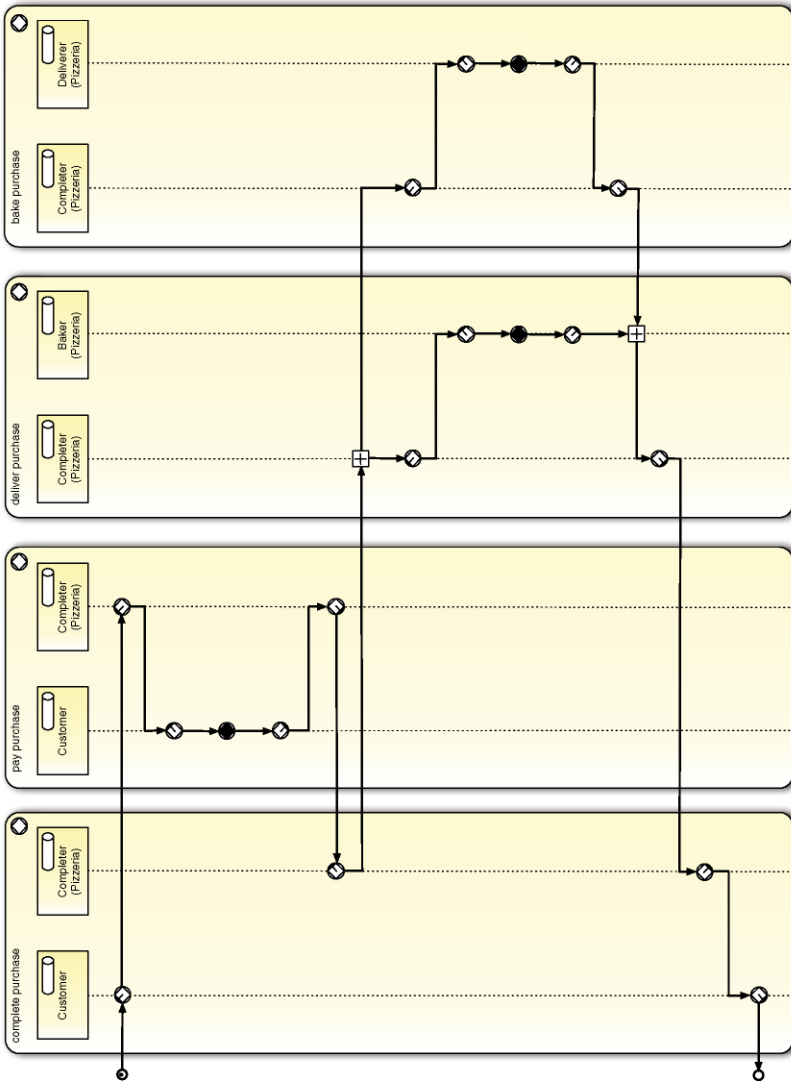 complete purchase
Customer
Completer
(Pizzeria)
pay purchase
Customer
Completer
(Pizzeria)
deliver purchase
Completer
(Pizzeria)
Baker
(Pizzeria)
bake purchase
Completer
(Pizzeria)
Deliverer
(Pizzeria)